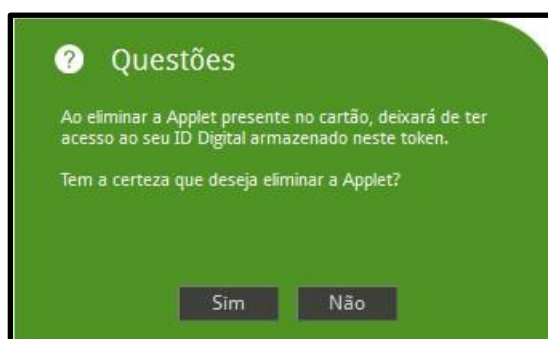 ? Questões
Ao eliminar a Applet presente no cartão, deixará de ter
acesso ao seu ID Digital armazenado neste token.
Tem a certeza que deseja eliminar a Applet?
Sim Não